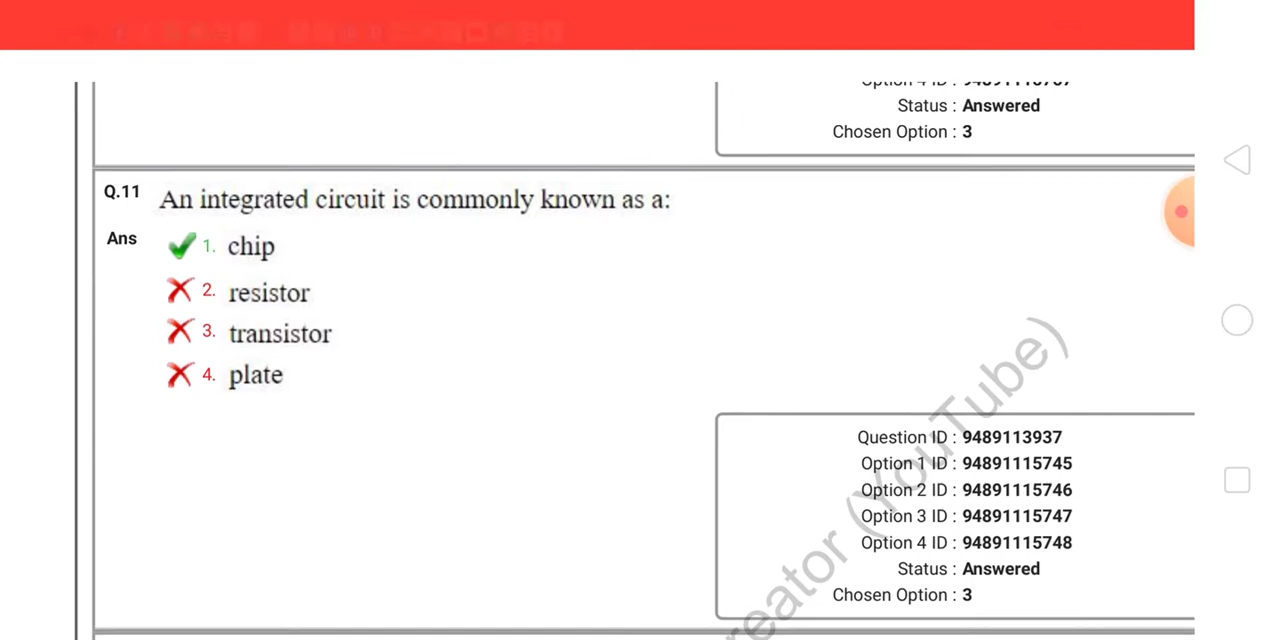 Status : Answered
Chosen Option : 3
Q.11 An integrated circuit is commonly known as a:
Ans 1. chip
2. resistor
3. transistor
4. plate
Question ID : 9489113937
Option 1 ID : 94891115745
Option 2 ID : 94891115746
Option 3 ID : 94891115747
Option 4 ID : 94891115748
Status : Answered
Chosen Option : 3
reator (YouTube)